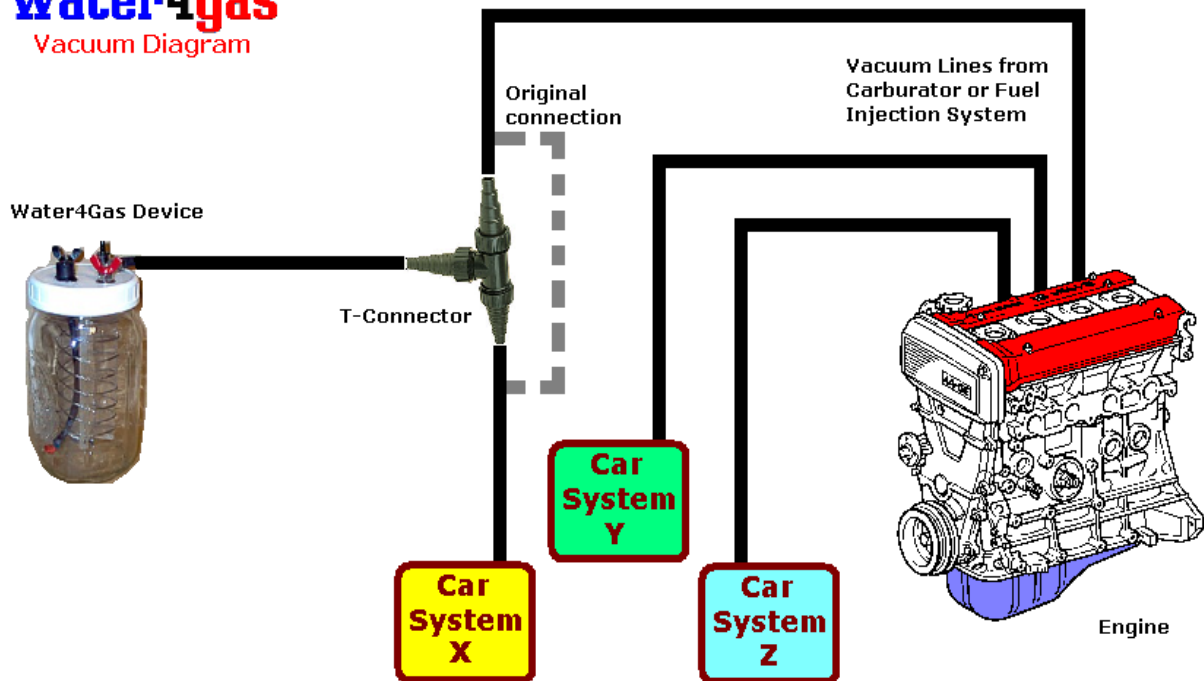 Water4gas
Vacuum Diagram
Original
connection
Vacuum Lines from
Carburator or Fuel
Injection System
Water4Gas Device
T-Connector
Car
System
Y
Car
System
X
Car
System
Z
Engine